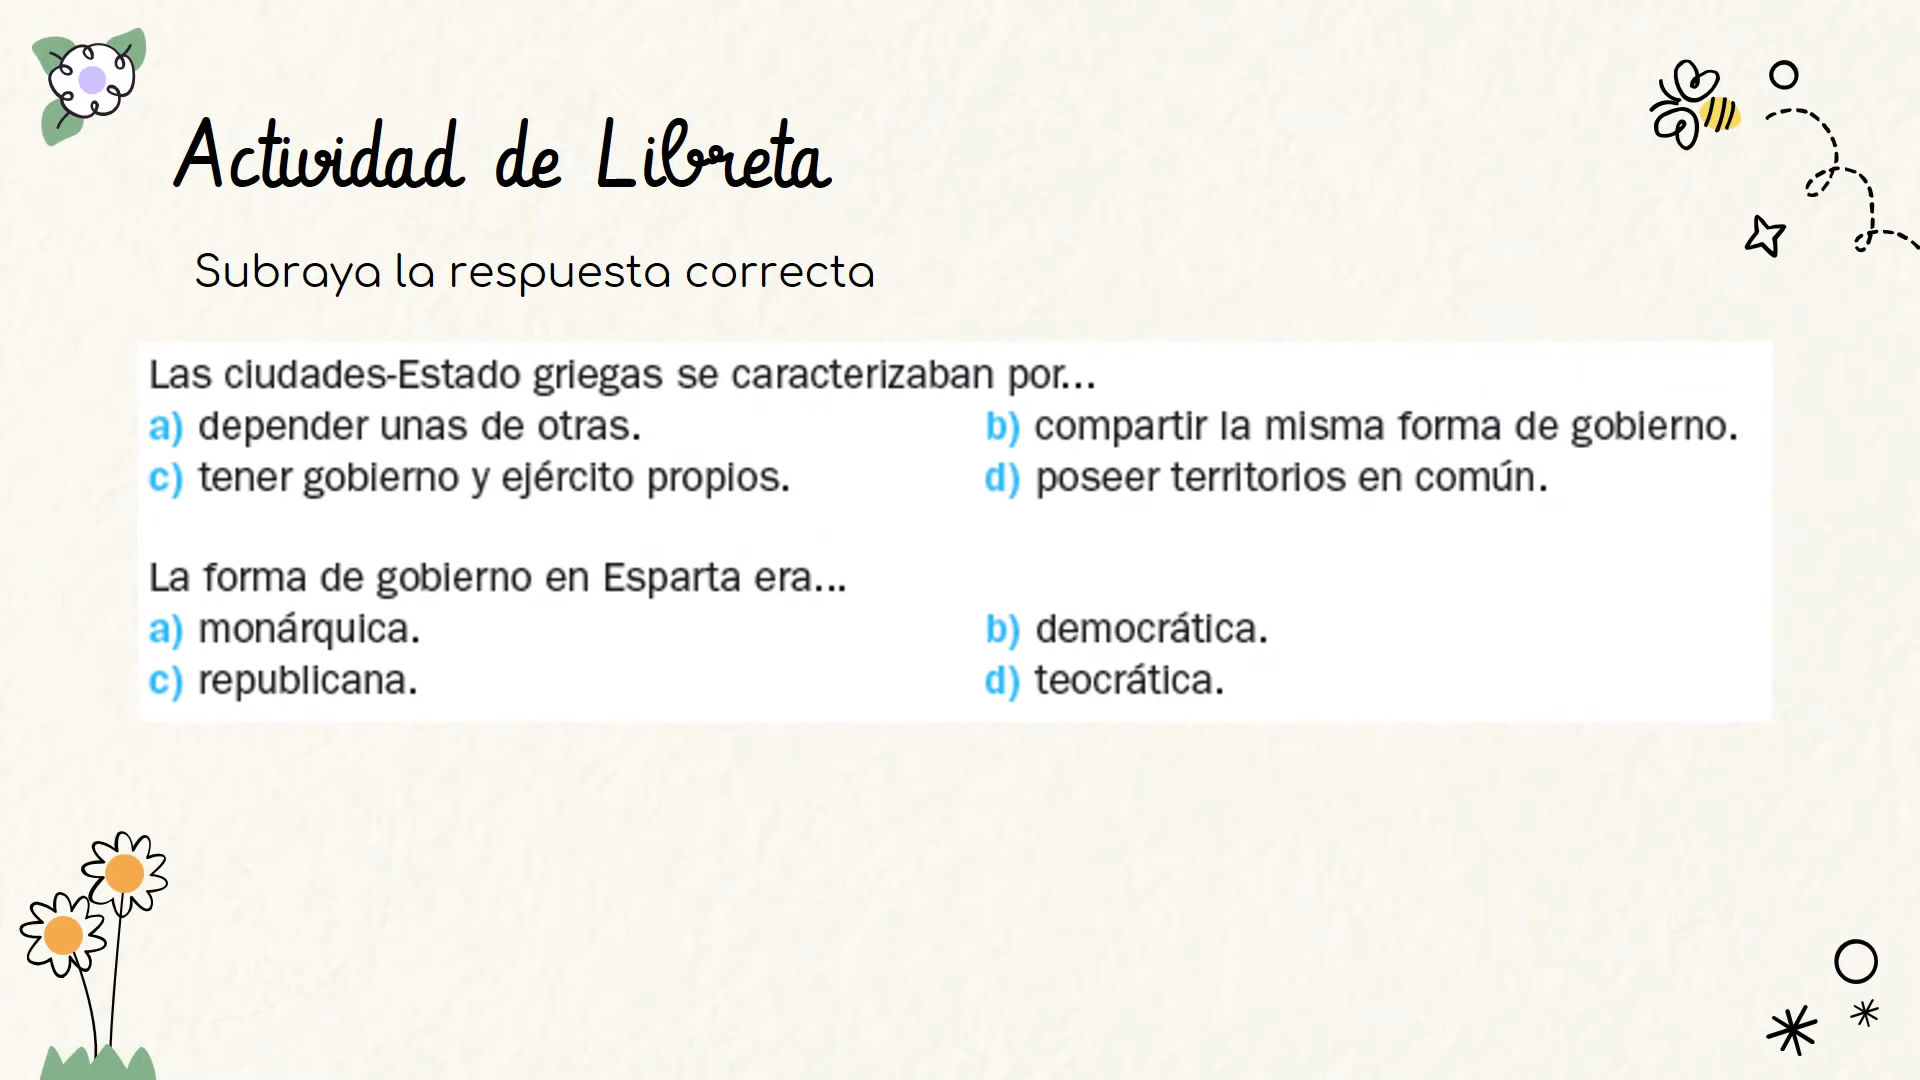 Actividad de Libreta
Subraya la respuesta correcta
Las ciudades-Estado griegas se caracterizaban por...
a) depender unas de otras. b) compartir la misma forma de gobierno.
c) tener gobierno y ejército propios. d) poseer territorios en común.
La forma de gobierno en Esparta era...
a) monárquica. b) democrática.
c) republicana. d) teocrática.